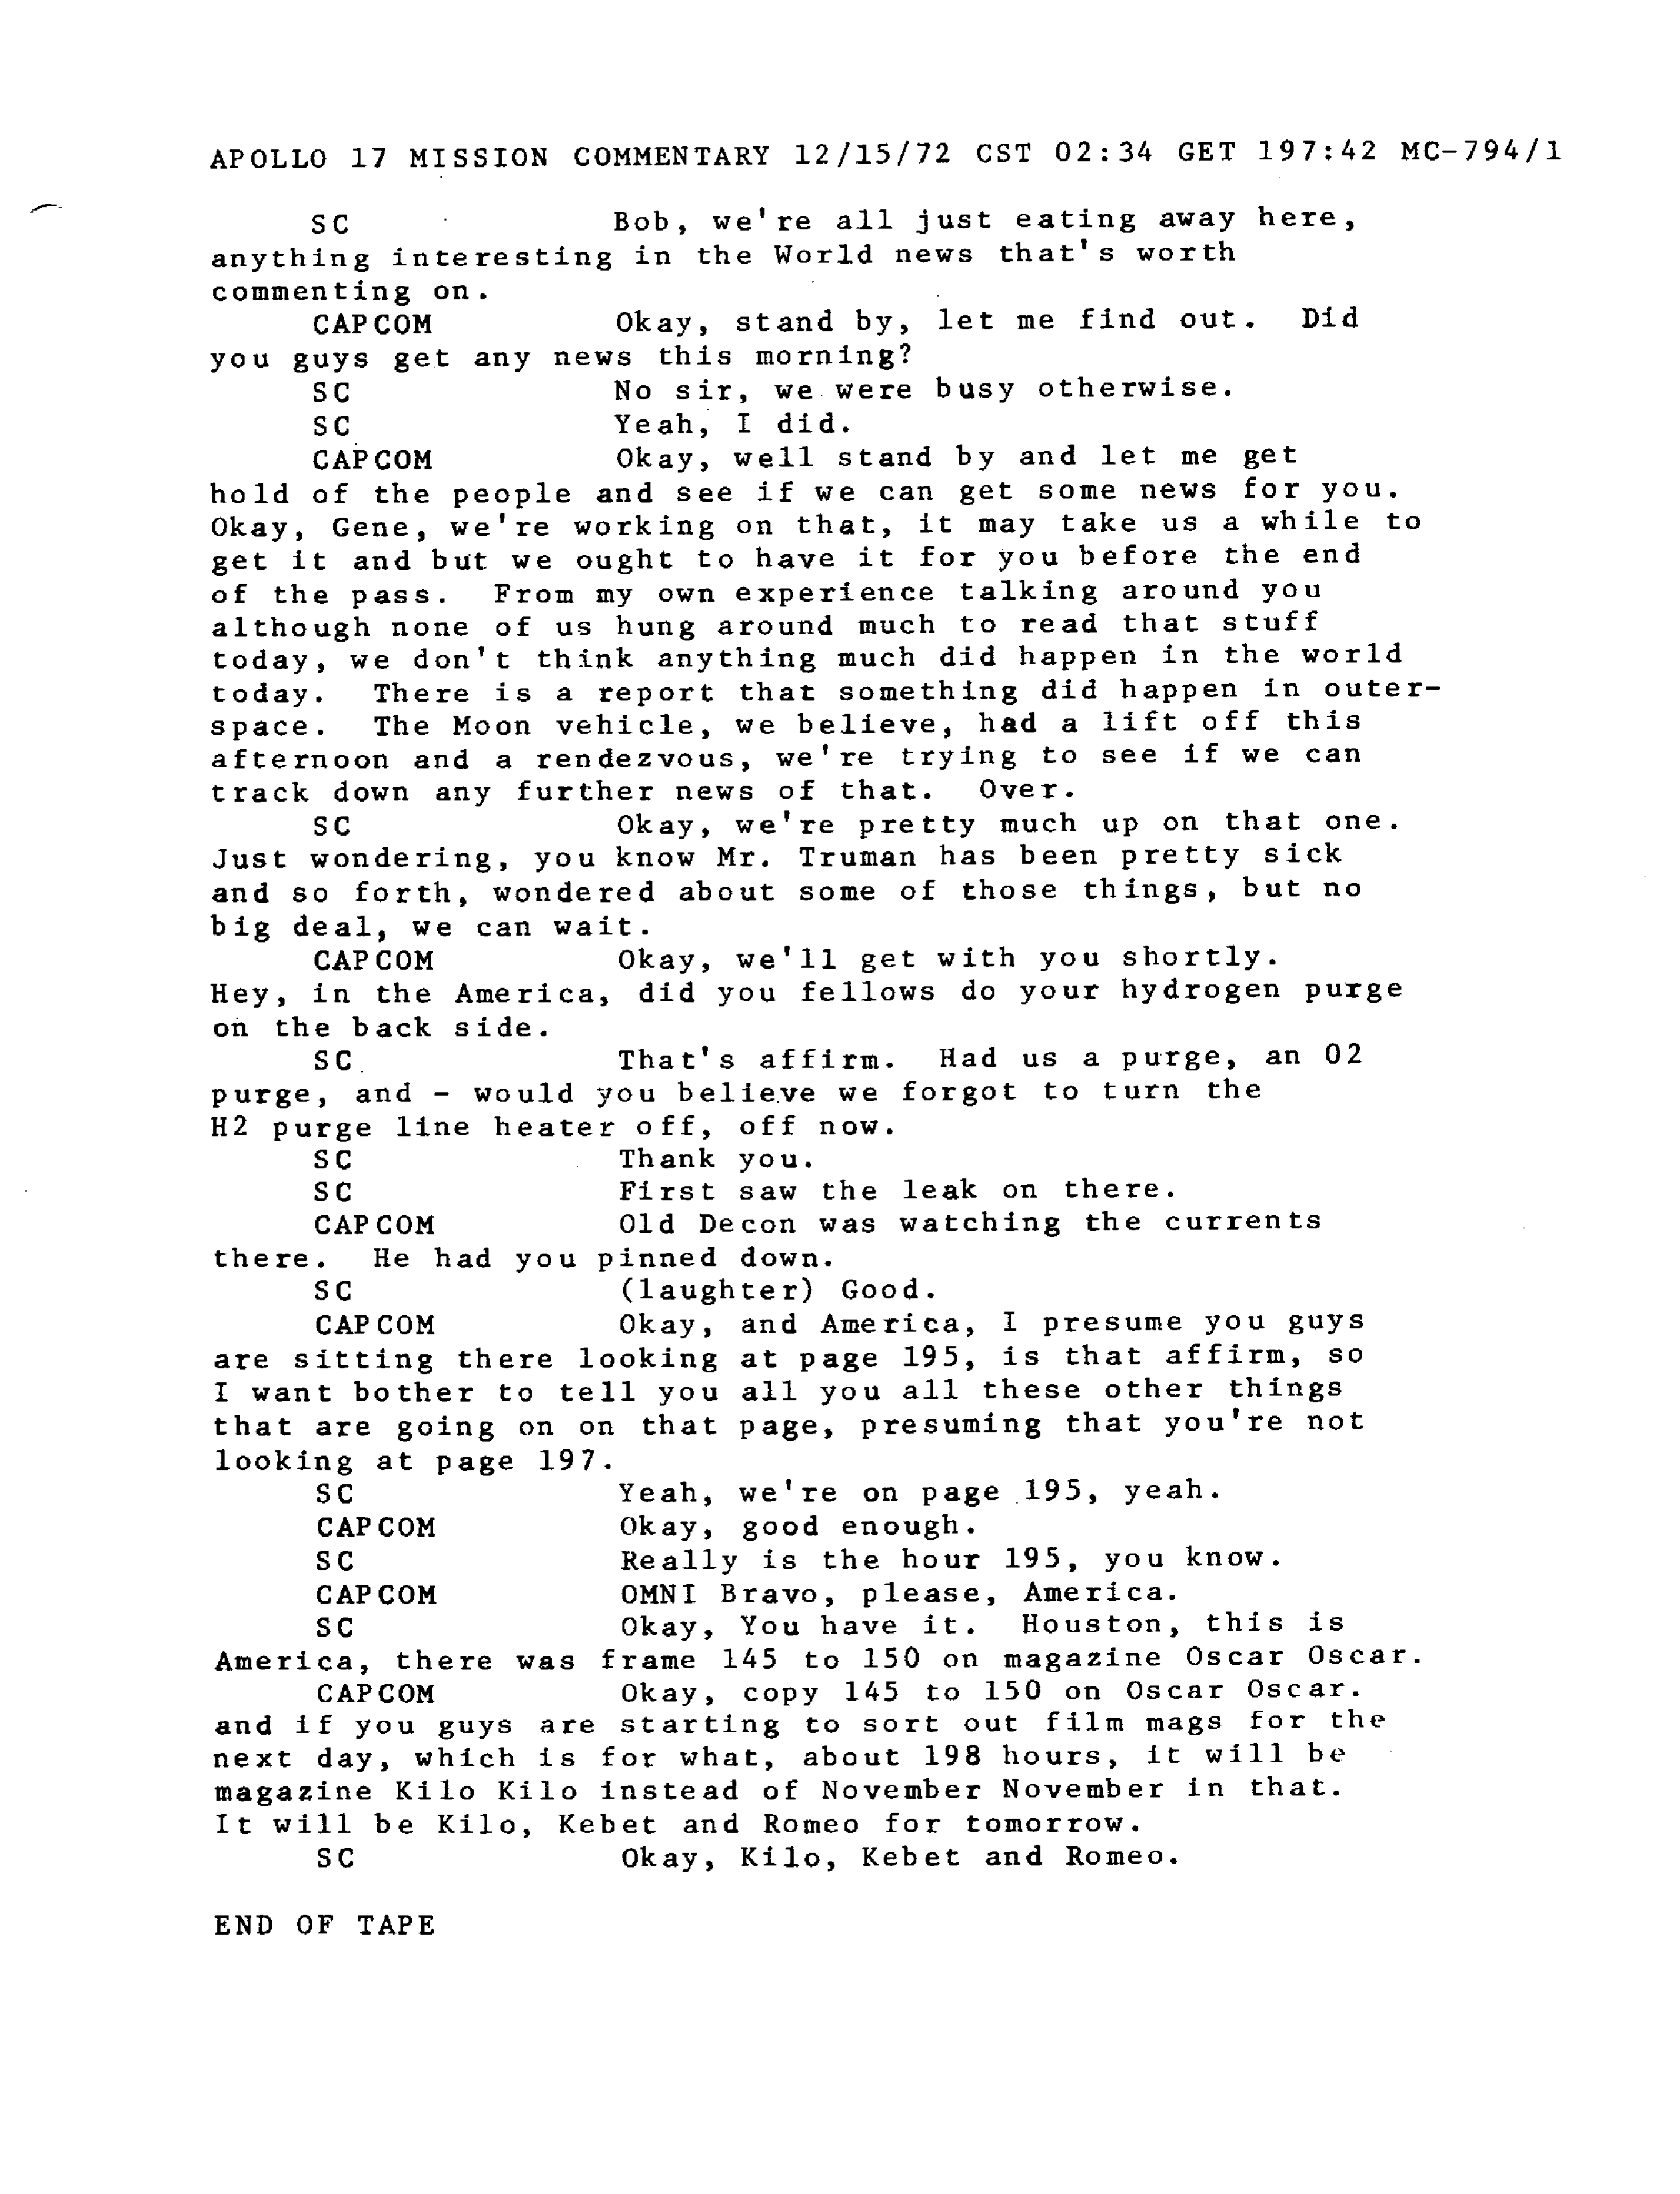 APOLLO 17 MISSION COMMENTARY 12/15/72 CST 02:34 GET 197:42 MC-794/1
SC Bob, we're all just eating away here,
anything interesting in the World news that's worth
commenting on.
CAPCOM Okay, stand by, let me find out. Did
you guys get any news this morning?
SC No sir, we were busy otherwise.
SC Yeah, I did.
CAPCOM Okay, well stand by and let me get
hold of the people and see if we can get some news for you.
Okay, Gene, we're working on that, it may take us a while to
get it and but we ought to have it for you before the end
of the pass. From my own experience talking around you
although none of us hung around much to read that stuff
today, we don't think anything much did happen in the world
today. There is a report that something did happen in outer-
space. The Moon vehicle, we believe, had a lift off this
afternoon and a rendezvous, we're trying to see if we can
track down any further news of that. Over.
SC Okay, we're pretty much up on that one.
Just wondering, you know Mr. Truman has been pretty sick
and so forth, wondered about some of those things, but no
big deal, we can wait.
CAPCOM Okay, we'll get with you shortly.
Hey, in the America, did you fellows do your hydrogen purge
on the back side.
SC That's affirm. Had us a purge, an O2
purge, and - would you believe we forgot to turn the
H2 purge line heater off, off now.
SC Thank you.
SC First saw the leak on there.
CAPCOM Old Decon was watching the currents
there. He had you pinned down.
SC (laughter) Good.
CAPCOM Okay, and America, I presume you guys
are sitting there looking at page 195, is that affirm, so
I want bother to tell you all you all these other things
that are going on on that page, presuming that you're not
looking at page 197.
SC Yeah, we're on page 195, yeah.
CAPCOM Okay, good enough.
SC Really is the hour 195, you know.
CAPCOM OMNI Bravo, please, America.
SC Okay, You have it. Houston, this is
America, there was frame 145 to 150 on magazine Oscar Oscar.
CAPCOM Okay, copy 145 to 150 on Oscar Oscar.
and if you guys are starting to sort out film mags for the
next day, which is for what, about 198 hours, it will be
magazine Kilo Kilo instead of November November in that.
It will be Kilo, Kebet and Romeo for tomorrow.
SC Okay, Kilo, Kebet and Romeo.
END OF TAPE